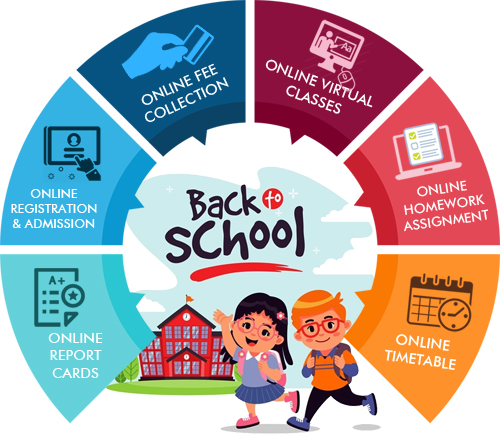 ONLINE FEE
COLLECTION
ONLINE VIRTUAL
CLASSES
Aa
ONLINE
REGISTRATION
& ADMISSION
ONLINE
HOMEWORK
ASSIGNMENT
Back to
SCHOOL
A+
ONLINE
REPORT
CARDS
ONLINE
TIMETABLE